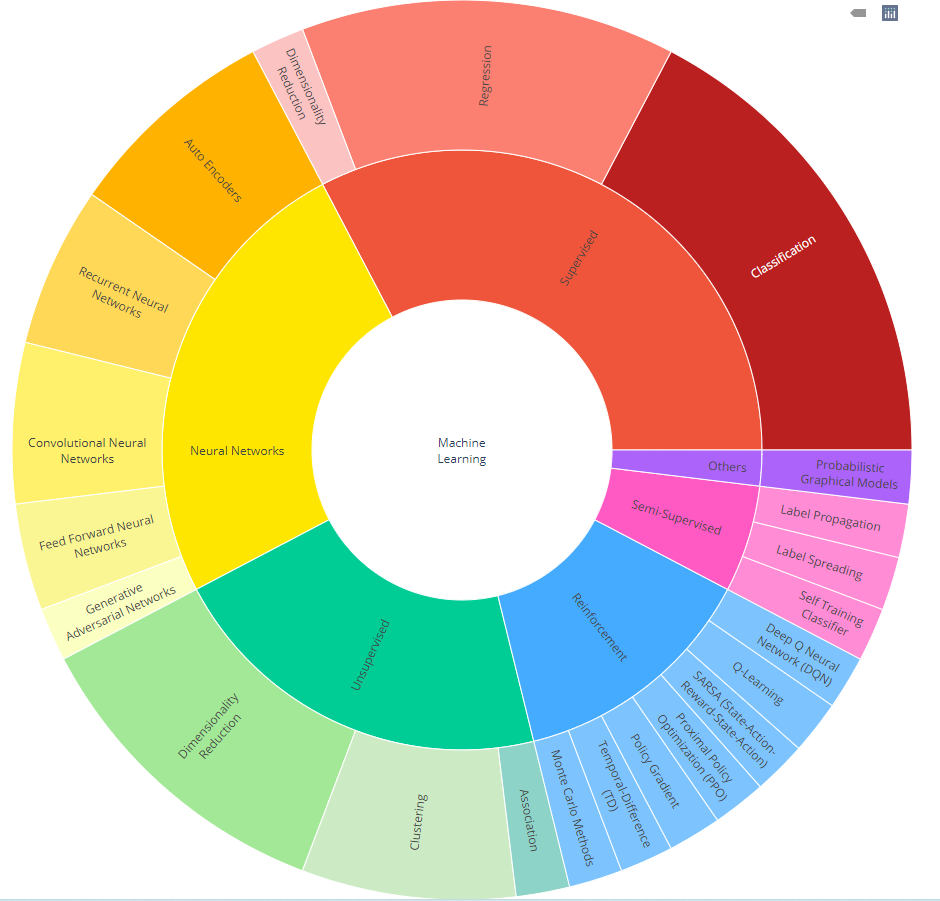 Machine
Learning
Supervised
Classification
Regression
Dimensionality
Reduction
Neural Networks
Auto Encoders
Recurrent Neural
Networks
Convolutional Neural
Networks
Feed Forward Neural
Networks
Generative
Adversarial Networks
Unsupervised
Dimensionality
Reduction
Clustering
Association
Reinforcement
Monte Carlo Methods
Temporal-Difference
(TD)
Policy Gradient
Proximal Policy
Optimization (PPO)
SARSA (State-Action-
Reward-State-Action)
Q-Learning
Deep Q Neural
Network (DQN)
Semi-Supervised
Self Training
Classifier
Label Spreading
Label Propagation
Others
Probabilistic
Graphical Models